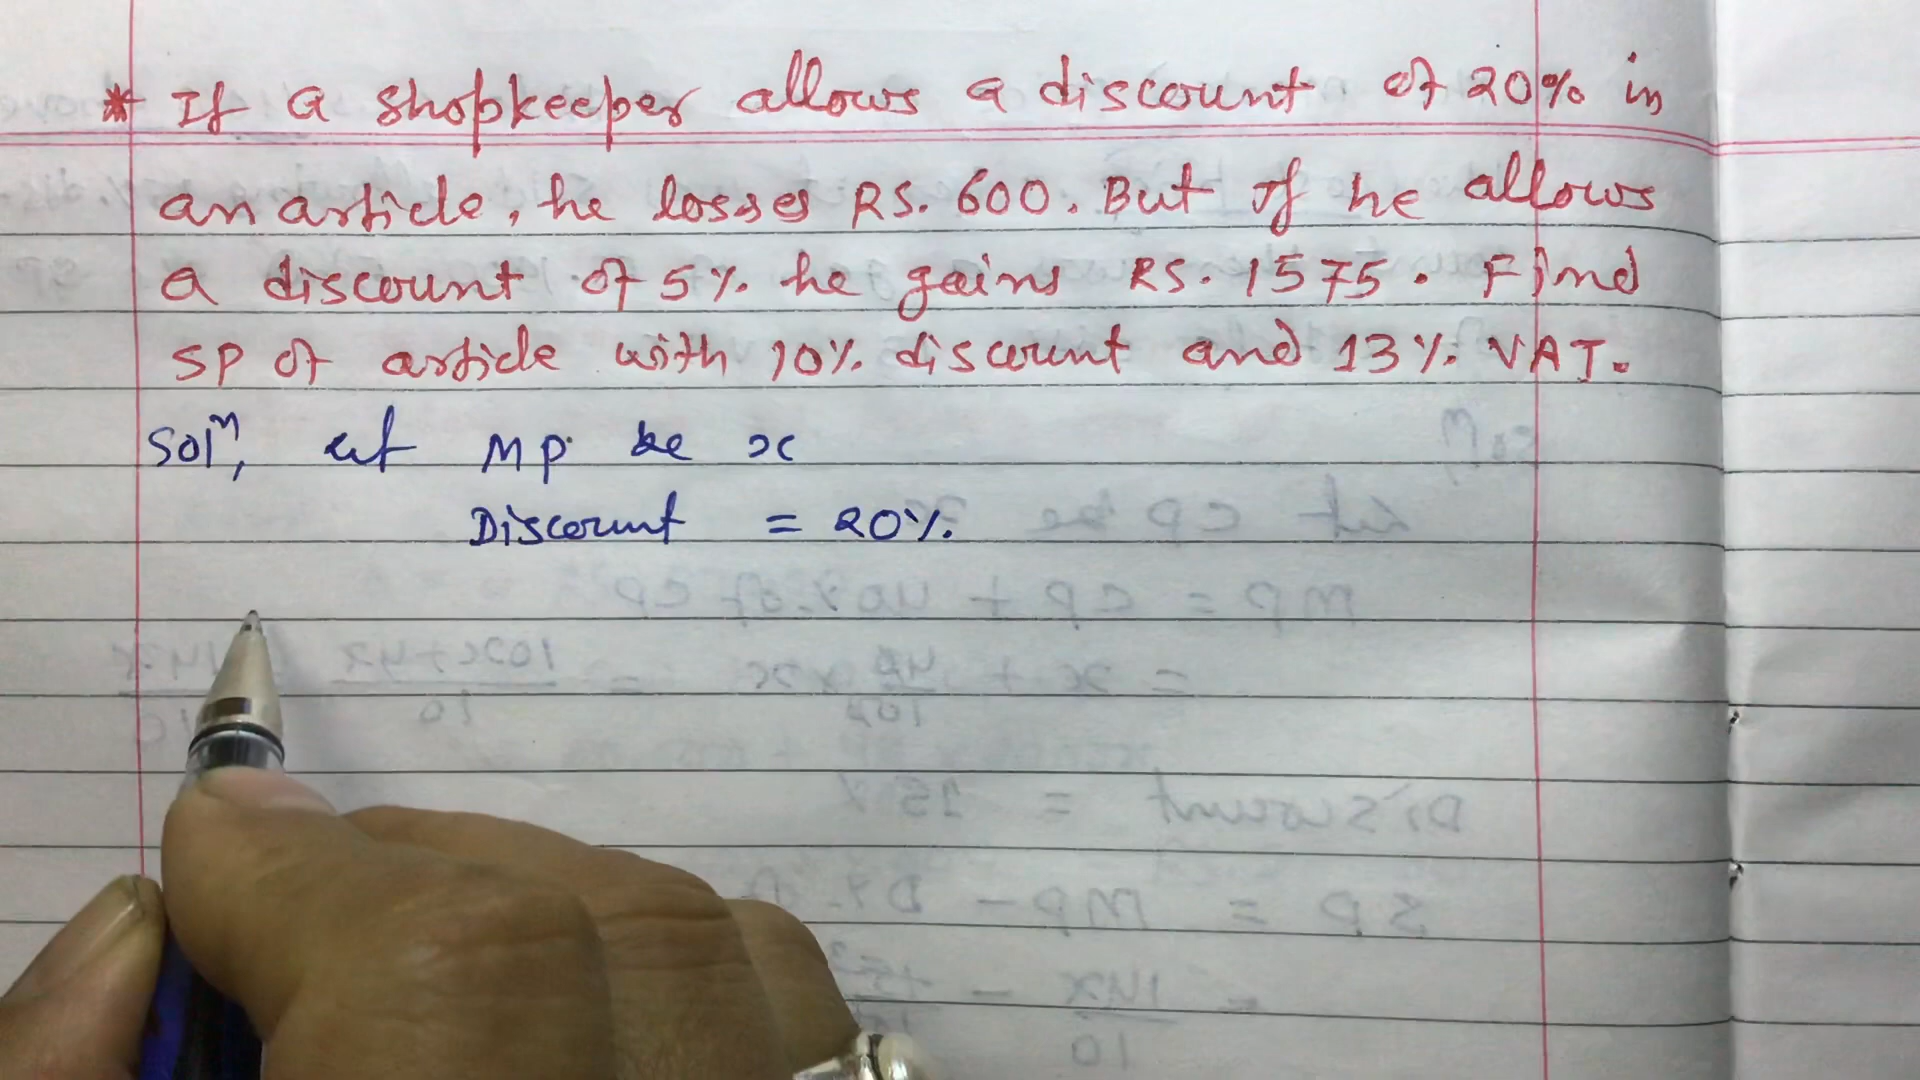 * If a shopkeeper allows a discount of 20% in
an article, he losses RS. 600. But if he allows
a discount of 5%. he gains RS. 1575. Find
SP of article with 10% discount and 13% VAT.
Solⁿ, let MP be x
Discount = 20%.